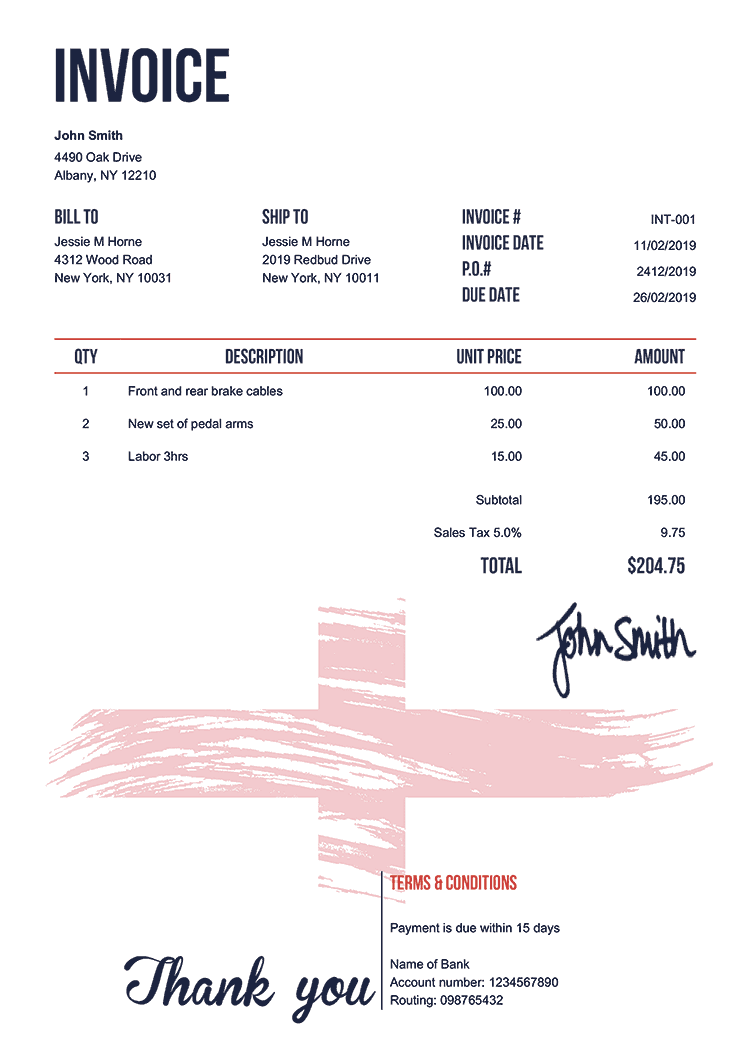 INVOICE
John Smith
4490 Oak Drive
Albany, NY 12210
BILL TO
Jessie M Horne
4312 Wood Road
New York, NY 10031
SHIP TO
Jessie M Horne
2019 Redbud Drive
New York, NY 10011
INVOICE # INT-001
INVOICE DATE 11/02/2019
P.O.# 2412/2019
DUE DATE 26/02/2019
QTY DESCRIPTION UNIT PRICE AMOUNT
1 Front and rear brake cables 100.00 100.00
2 New set of pedal arms 25.00 50.00
3 Labor 3hrs 15.00 45.00
Subtotal 195.00
Sales Tax 5.0% 9.75
TOTAL $204.75
John Smith
TERMS & CONDITIONS
Payment is due within 15 days
Name of Bank
Account number: 1234567890
Routing: 098765432
Thank you